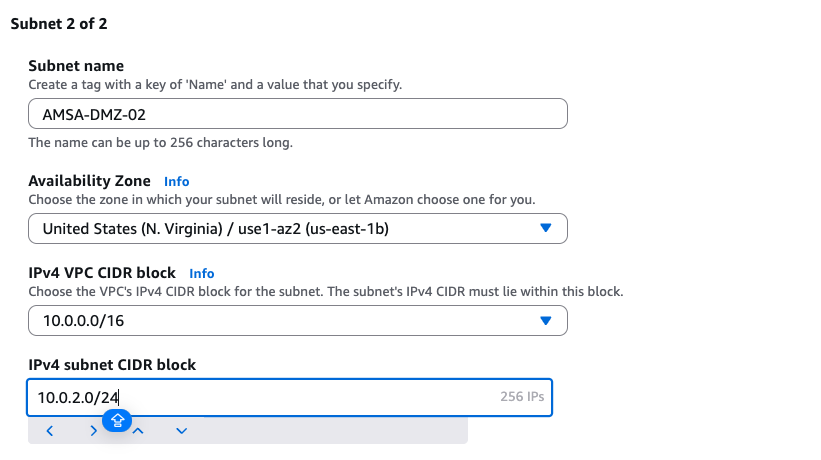 Subnet 2 of 2
Subnet name
Create a tag with a key of 'Name' and a value that you specify.
AMSA-DMZ-02
The name can be up to 256 characters long.
Availability Zone Info
Choose the zone in which your subnet will reside, or let Amazon choose one for you.
United States (N. Virginia) / use1-az2 (us-east-1b)
IPv4 VPC CIDR block Info
Choose the VPC's IPv4 CIDR block for the subnet. The subnet's IPv4 CIDR must lie within this block.
10.0.0.0/16
IPv4 subnet CIDR block
10.0.2.0/24 256 IPs